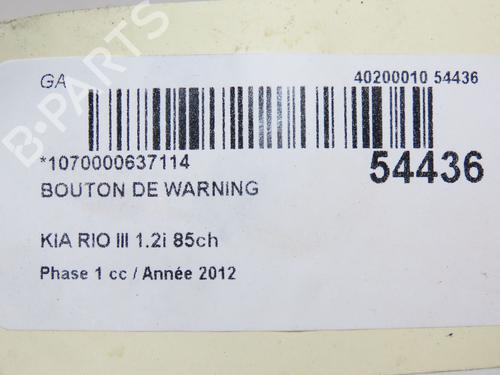 GA
40200010 54436
*1070000637114
54436
BOUTON DE WARNING
KIA RIO III 1.2i 85ch
Phase 1 cc / Année 2012
B-PARTS